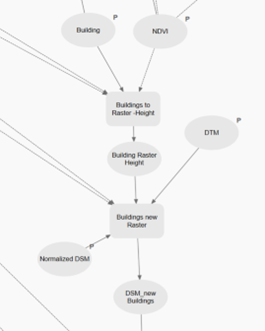 P
P
Building
NDVI
Buildings to
Raster -Height
P
DTM
Building Raster
Height
Buildings new
Raster
P
Normalized DSM
DSM_new
Buildings